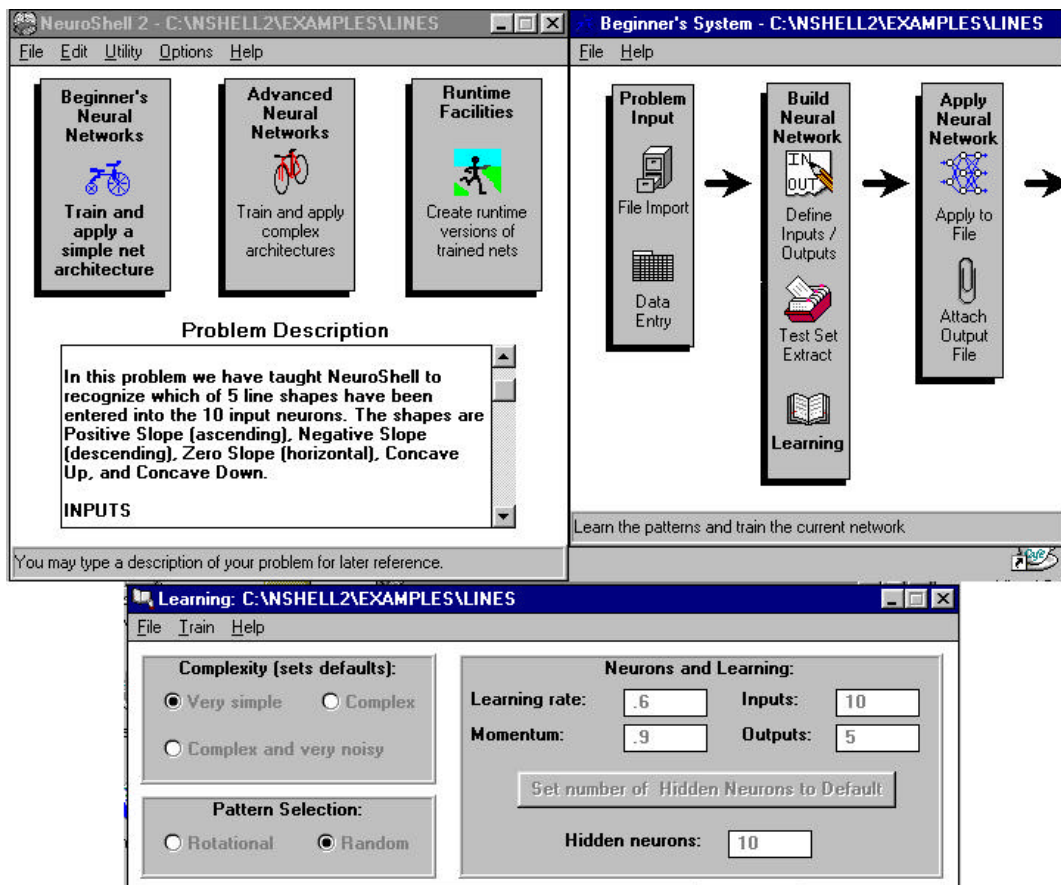 NeuroShell 2 - C:\NSHELL2\EXAMPLES\LINES
File Edit Utility Options Help
Beginner's
Neural
Networks
Train and
apply a
simple net
architecture
Advanced
Neural
Networks
Train and apply
complex
architectures
Runtime
Facilities
Create runtime
versions of
trained nets
Problem Description
In this problem we have taught NeuroShell to
recognize which of 5 line shapes have been
entered into the 10 input neurons. The shapes are
Positive Slope (ascending), Negative Slope
(descending), Zero Slope (horizontal), Concave
Up, and Concave Down.
INPUTS
You may type a description of your problem for later reference.
Beginner's System - C:\NSHELL2\EXAMPLES\LINES
File Help
Problem
Input
File Import
Data
Entry
Build
Neural
Network
IN
OUT
Define
Inputs /
Outputs
Test Set
Extract
Learning
Apply
Neural
Network
Apply to
File
Attach
Output
File
Learn the patterns and train the current network
Cafe
Learning: C:\NSHELL2\EXAMPLES\LINES
File Train Help
Complexity (sets defaults):
Very simple Complex
Complex and very noisy
Pattern Selection:
Rotational Random
Neurons and Learning:
Learning rate: .6 Inputs: 10
Momentum: .9 Outputs: 5
Set number of Hidden Neurons to Default
Hidden neurons: 10